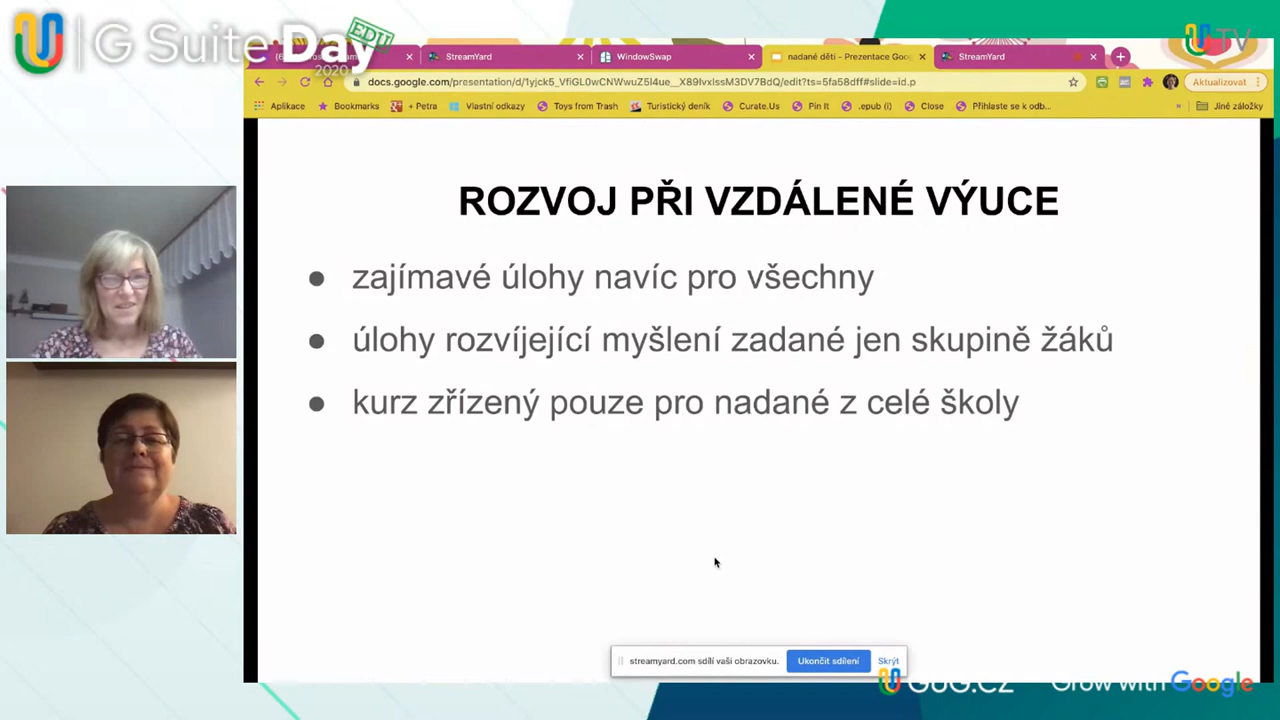 G Suite Day
EDU
2020
TV
StreamYard
WindowSwap
nadané děti – Prezentace Goog
StreamYard
docs.google.com/presentation/d/1yjck5_VfiGL0wCNWwuZ5l4ue__X89IvxIssM3DV7BdQ/edit?ts=5fa58dff#slide=id.p
Aktualizovat
Aplikace
Bookmarks
+ Petra
Vlastní odkazy
Toys from Trash
Turistický deník
Curate.Us
Pin It
.epub (i)
Close
Přihlaste se k odb...
»
Jiné záložky
ROZVOJ PŘI VZDÁLENÉ VÝUCE
● zajímavé úlohy navíc pro všechny
● úlohy rozvíjející myšlení zadané jen skupině žáků
● kurz zřízený pouze pro nadané z celé školy
streamyard.com sdílí vaši obrazovku.
Ukončit sdílení
Skrýt
GUG.CZ
Grow with Google